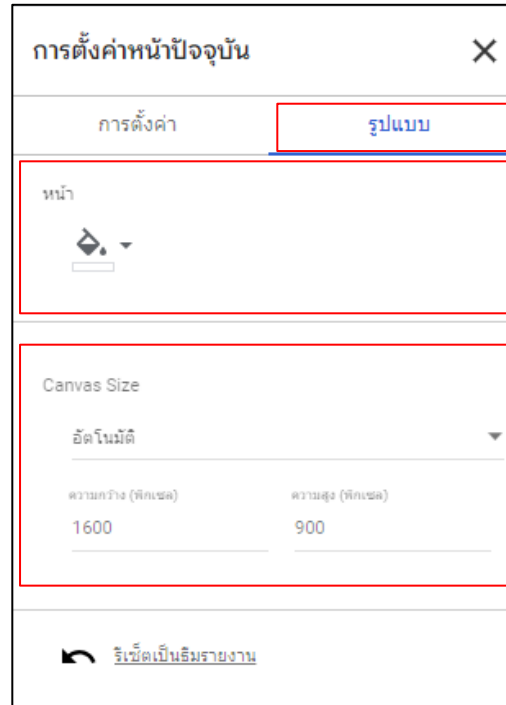 การตั้งค่าหน้าปัจจุบัน
การตั้งค่า รูปแบบ
หน้า
Canvas Size
อัตโนมัติ
ความกว้าง (พิกเซล) ความสูง (พิกเซล)
1600 900
รีเซ็ตเป็นธีมรายงาน